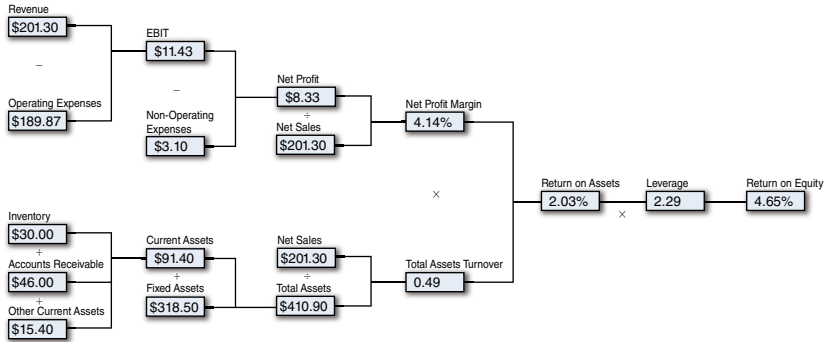 Revenue
$201.30
–
Operating Expenses
$189.87
EBIT
$11.43
–
Non-Operating
Expenses
$3.10
Net Profit
$8.33
÷
Net Sales
$201.30
Net Profit Margin
4.14%
×
Return on Assets
2.03%
×
Leverage
2.29
Return on Equity
4.65%
Inventory
$30.00
+
Accounts Receivable
$46.00
+
Other Current Assets
$15.40
Current Assets
$91.40
+
Fixed Assets
$318.50
Net Sales
$201.30
÷
Total Assets
$410.90
Total Assets Turnover
0.49